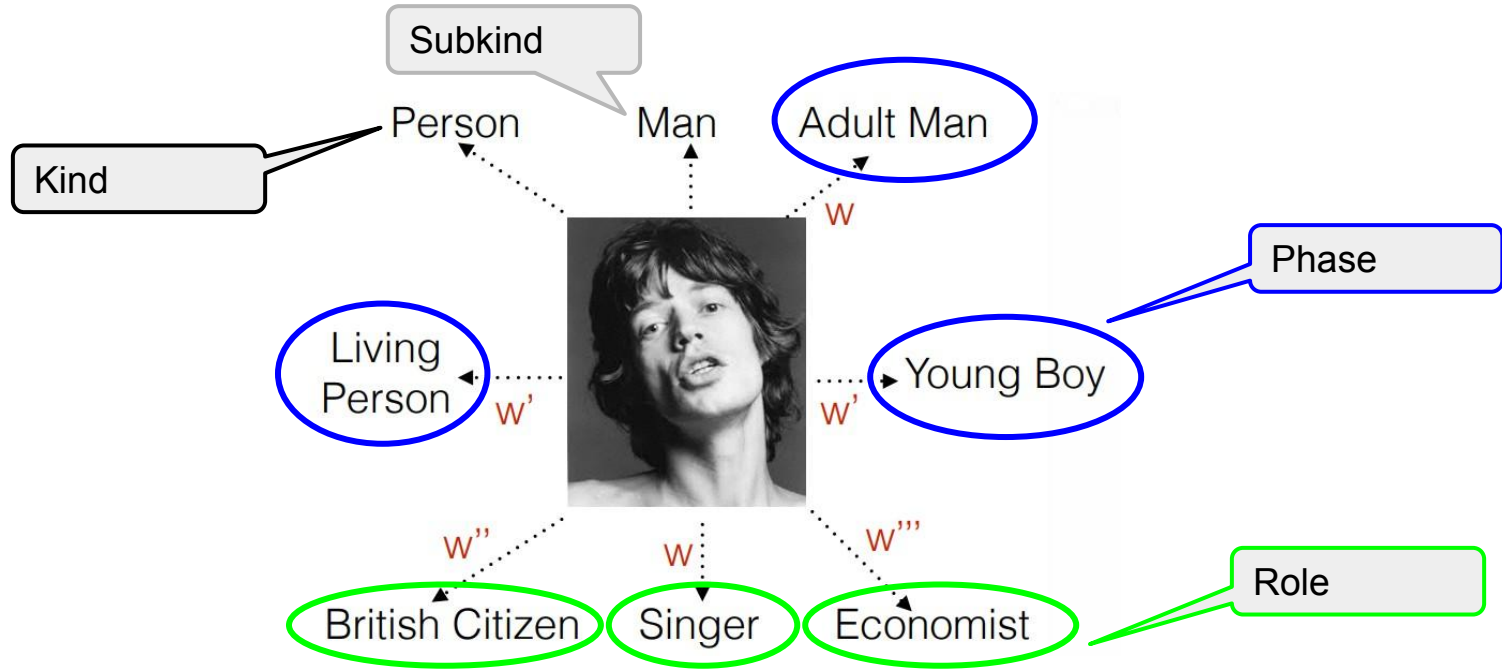 Subkind
Person
Man
Adult Man
Kind
w
Phase
Living
Person
Young Boy
w'
w'
w''
w
w'''
Role
British Citizen
Singer
Economist